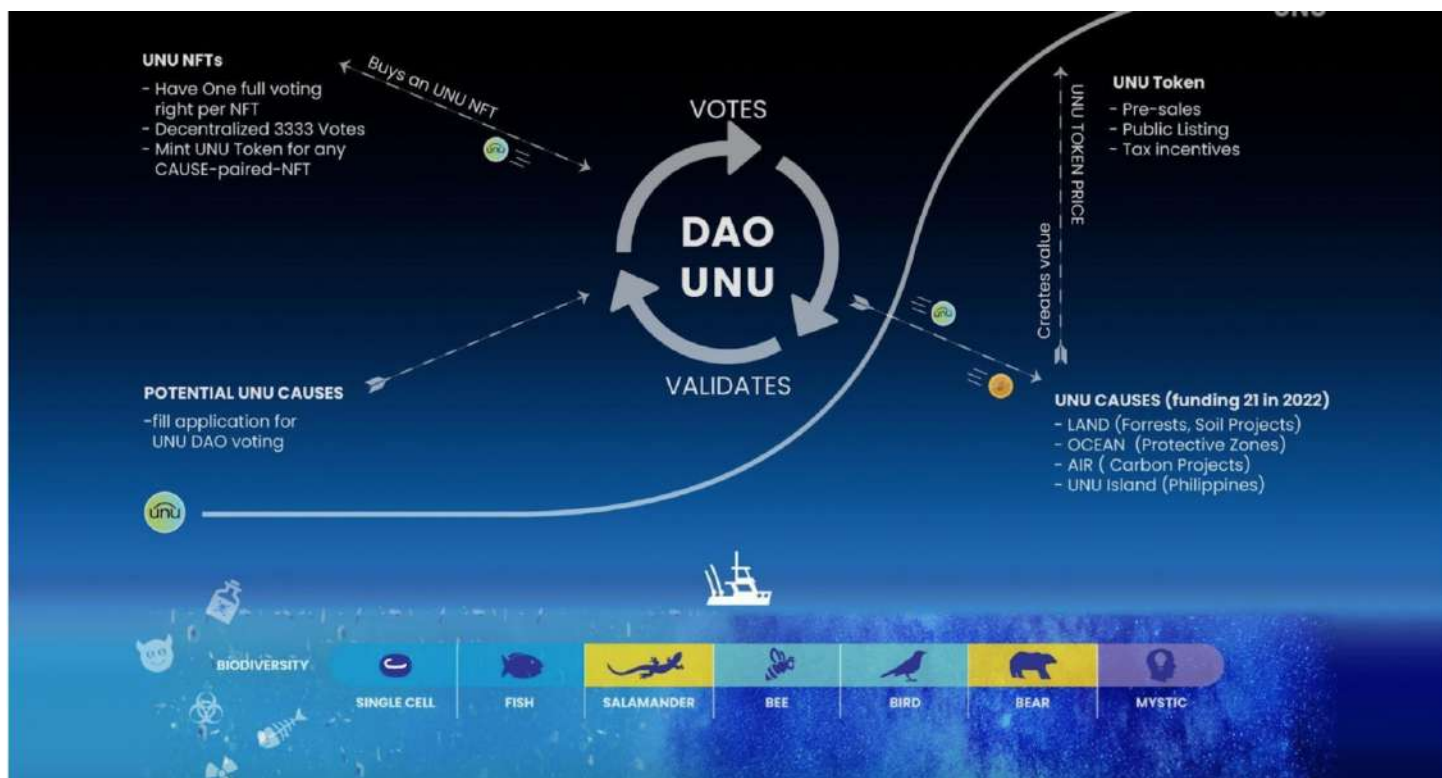 UNU
UNU NFTs
- Have One full voting
right per NFT
- Decentralized 3333 Votes
- Mint UNU Token for any
CAUSE-paired-NFT
Buys an UNU NFT
unu
VOTES
DAO
UNU
VALIDATES
UNU Token
- Pre-sales
- Public Listing
- Tax incentives
UNU TOKEN PRICE
Creates value
unu
POTENTIAL UNU CAUSES
-fill application for
UNU DAO voting
UNU CAUSES (funding 21 in 2022)
- LAND (Forrests, Soil Projects)
- OCEAN (Protective Zones)
- AIR ( Carbon Projects)
- UNU Island (Philippines)
unu
BIODIVERSITY
SINGLE CELL
FISH
SALAMANDER
BEE
BIRD
BEAR
MYSTIC